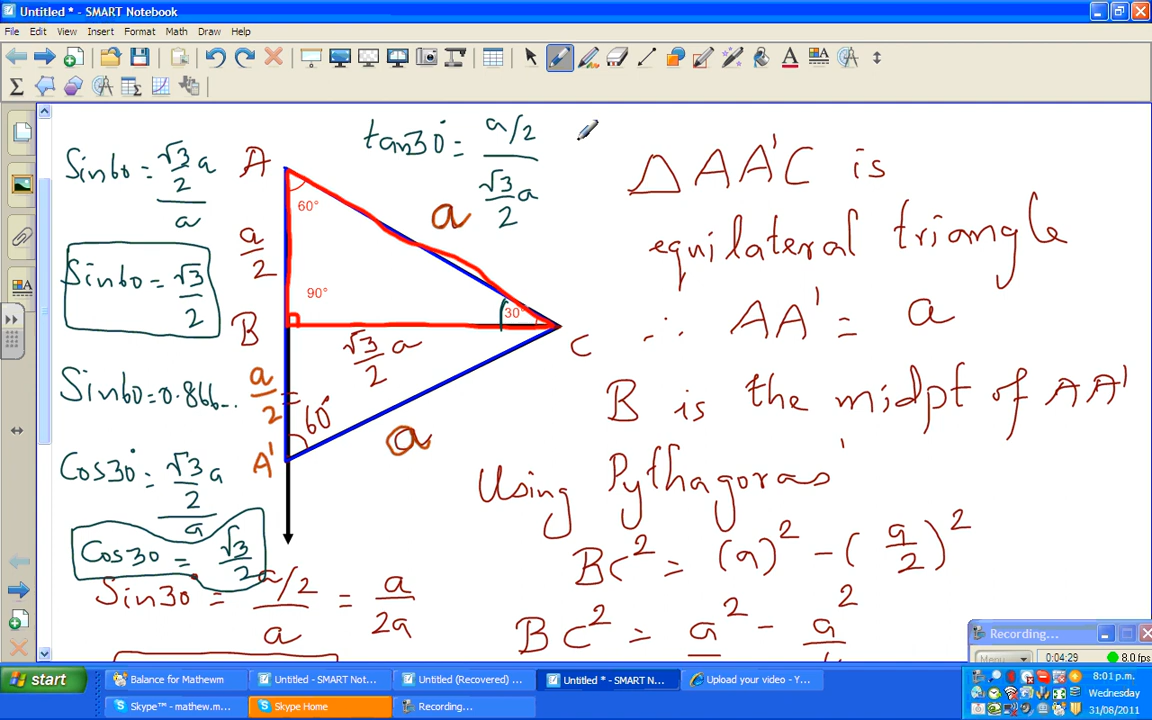 Untitled * - SMART Notebook
File Edit View Insert Format Math Draw Help
tan30° = a/2 / √3/2 a
Sin60 = √3/2 a / a
Sin60 = √3/2
Sin60 = 0.866..
Cos30° = √3/2 a / a
Cos30 = √3/2
Sin30 = a/2 / a = a / 2a
A
60°
a
a/2
90°
30°
B
√3/2 a
C
a/2 =
60°
a
A'
Δ AA'C is
equilateral triangle
∴ AA' = a
B is the midpt of AA'
Using Pythagoras'
BC² = (a)² - (a/2)²
BC² = a² - a²
Recording...
Menu
0:04:29
8.0 fps
start
Balance for Mathewm
Untitled - SMART Not...
Untitled (Recovered) ...
Untitled * - SMART N...
Upload your video - Y...
Skype™ - mathew.m...
Skype Home
Recording...
8:01 p.m.
Wednesday
31/08/2011